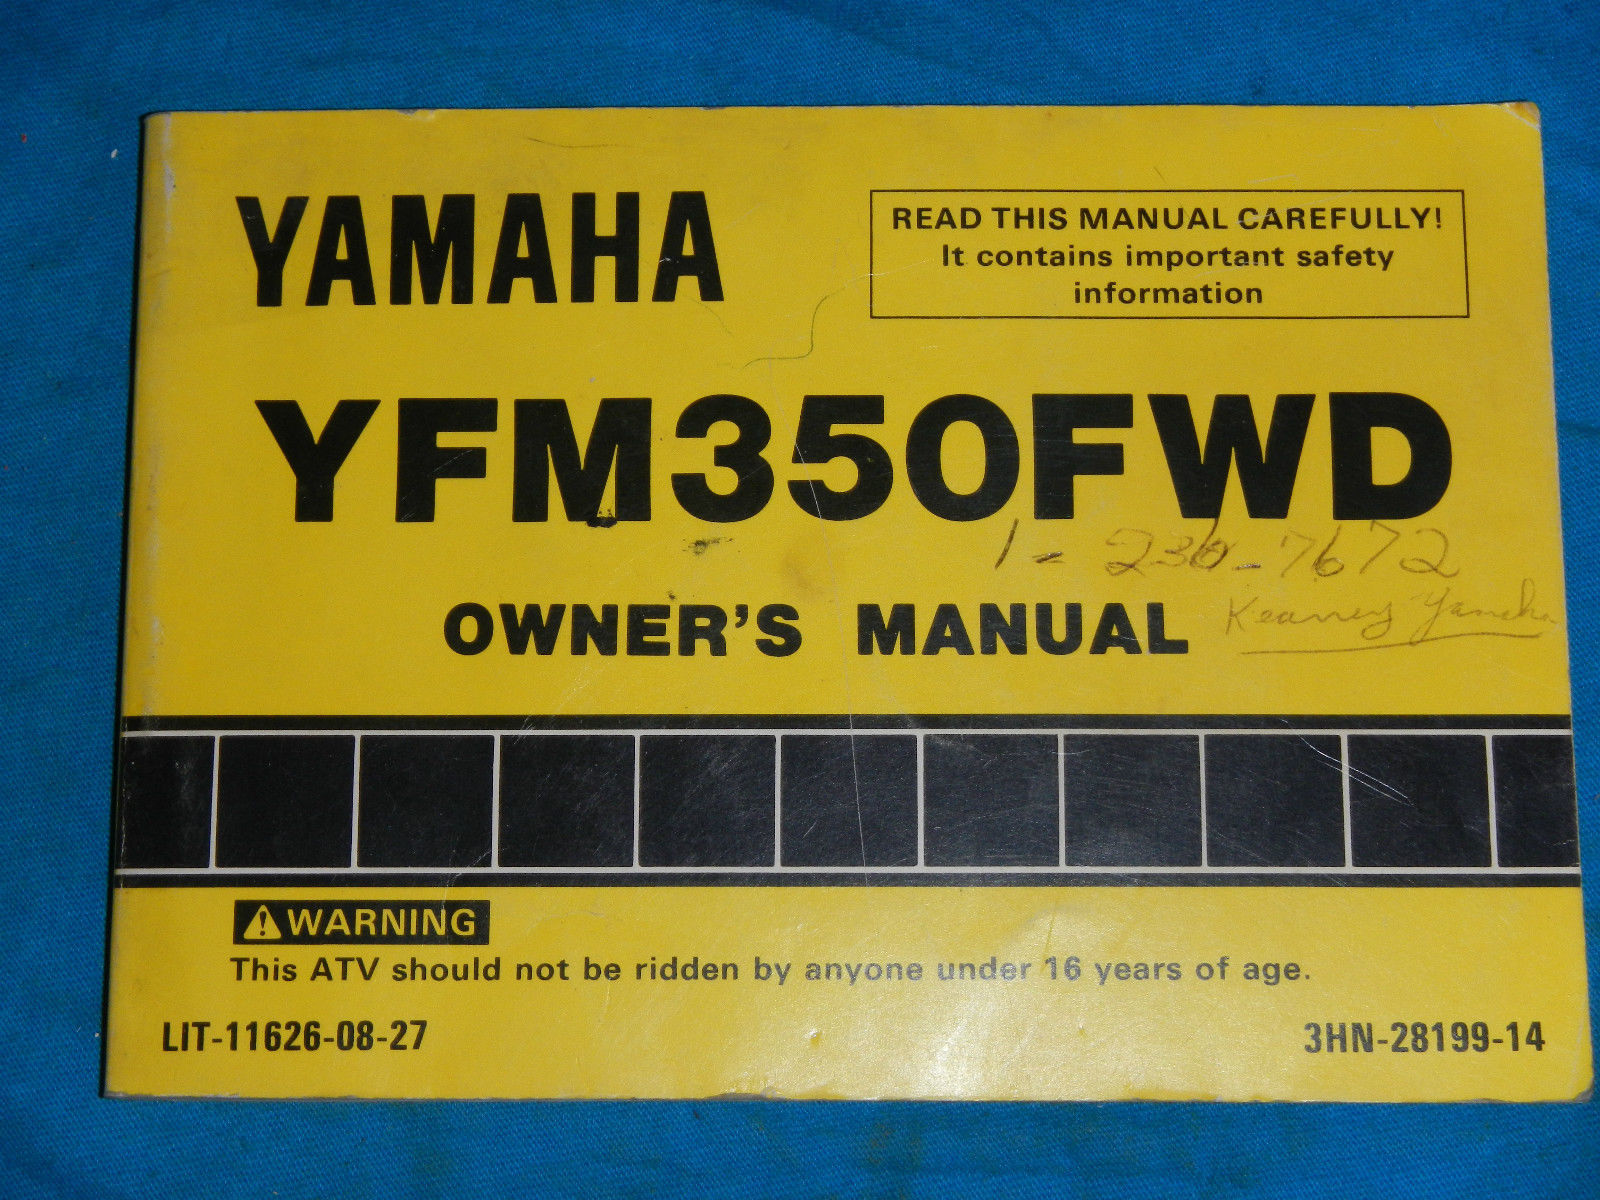 YAMAHA
READ THIS MANUAL CAREFULLY!
It contains important safety
information
YFM350FWD
1-230-7672
OWNER'S MANUAL
Kearney Yamaha
WARNING
This ATV should not be ridden by anyone under 16 years of age.
LIT-11626-08-27
3HN-28199-14